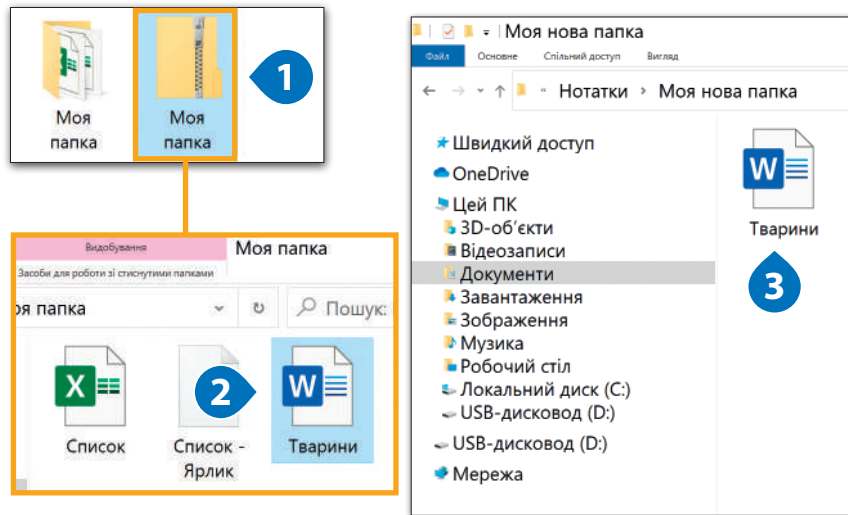 Моя папка
Моя папка
1
Видобування
Моя папка
Засоби для роботи зі стиснутими папками
оя папка
Пошук:
X
2
W
Список
Список - Ярлик
Тварини
Моя нова папка
Файл Основне Спільний доступ Вигляд
« Нотатки > Моя нова папка
Швидкий доступ
OneDrive
Цей ПК
3D-об’єкти
Відеозаписи
Документи
Завантаження
Зображення
Музика
Робочий стіл
Локальний диск (C:)
USB-дисковод (D:)
USB-дисковод (D:)
Мережа
W
Тварини
3